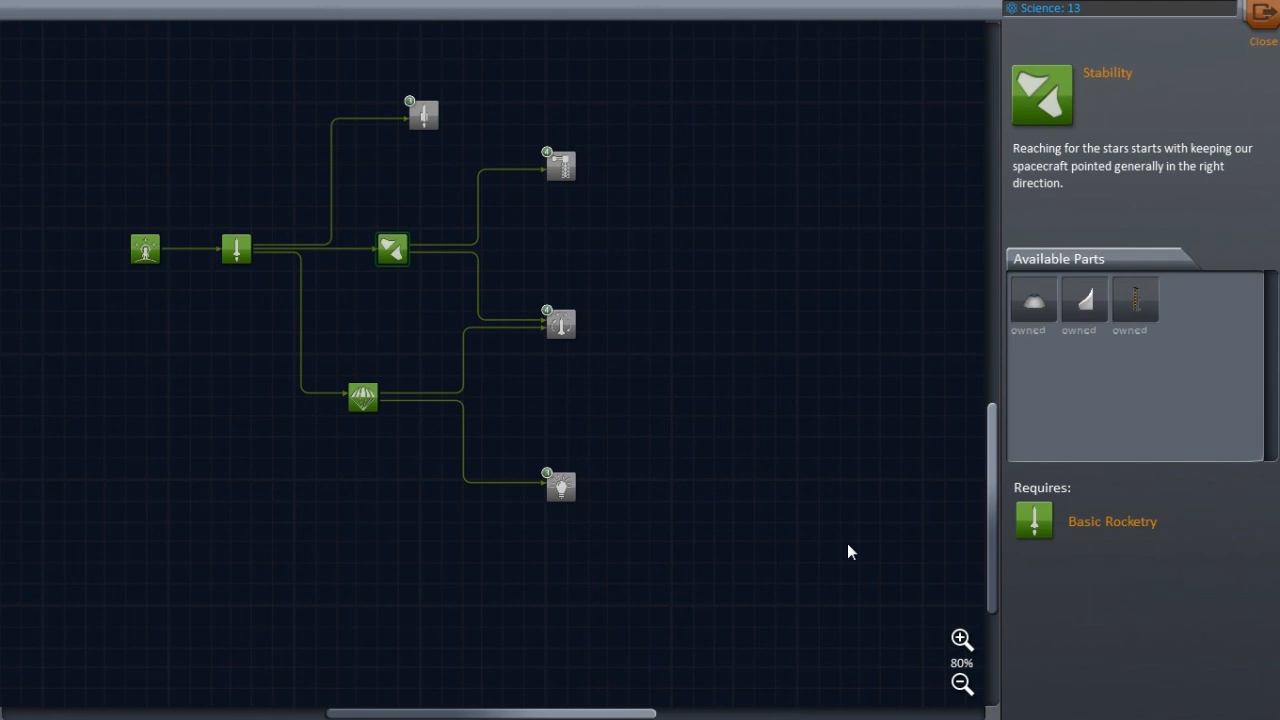 Science: 13
Close
Stability
Reaching for the stars starts with keeping our
spacecraft pointed generally in the right
direction.
Available Parts
owned owned owned
Requires:
Basic Rocketry
80%